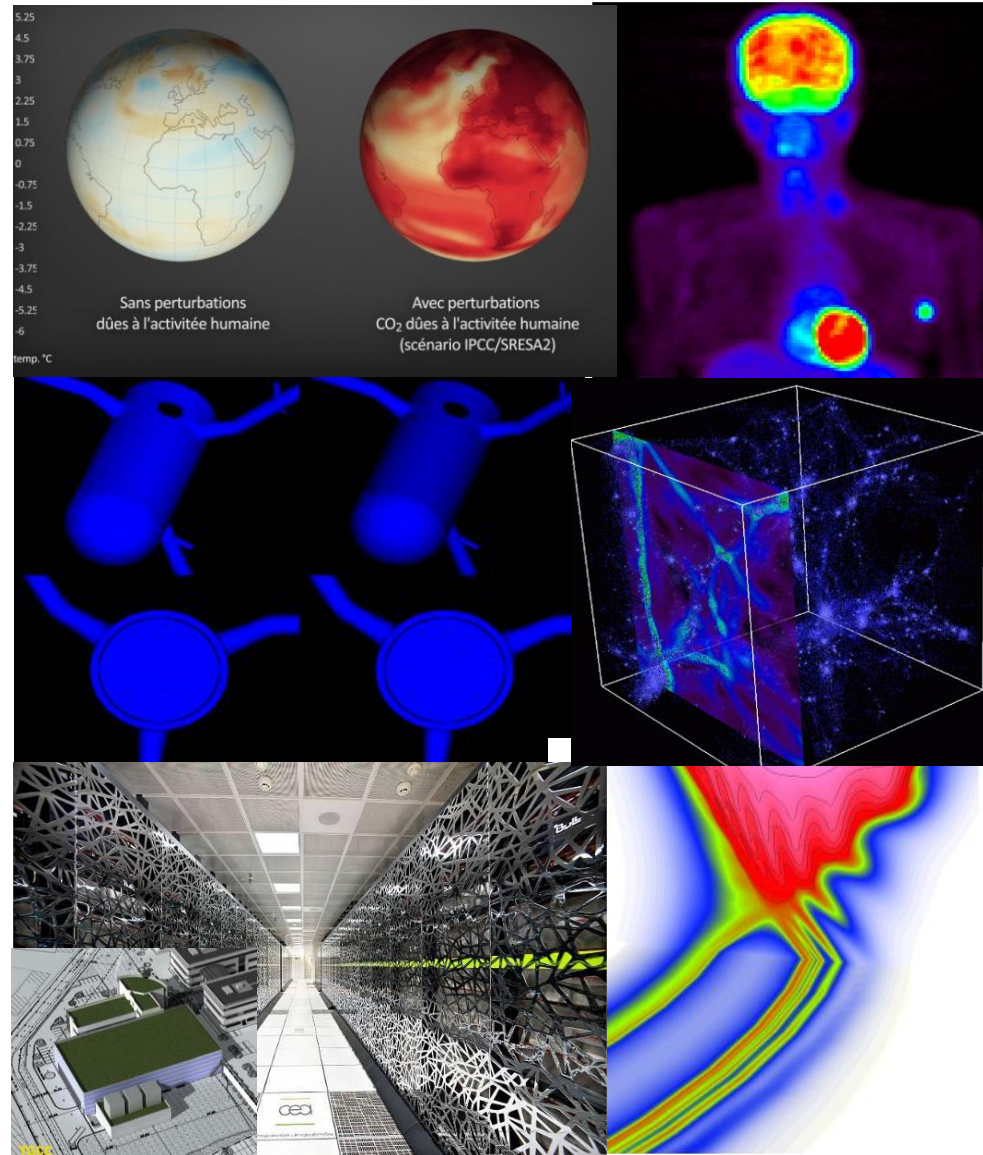 5.25
4.5
3.75
3
2.25
1.5
0.75
0
-0.75
-1.5
-2.25
-3
-3.75
-4.5
-5.25
-6
temp. °C
Sans perturbations
dûes à l'activitée humaine
Avec perturbations
CO₂ dûes à l'activitée humaine
(scénario IPCC/SRESA2)
Bull
cea